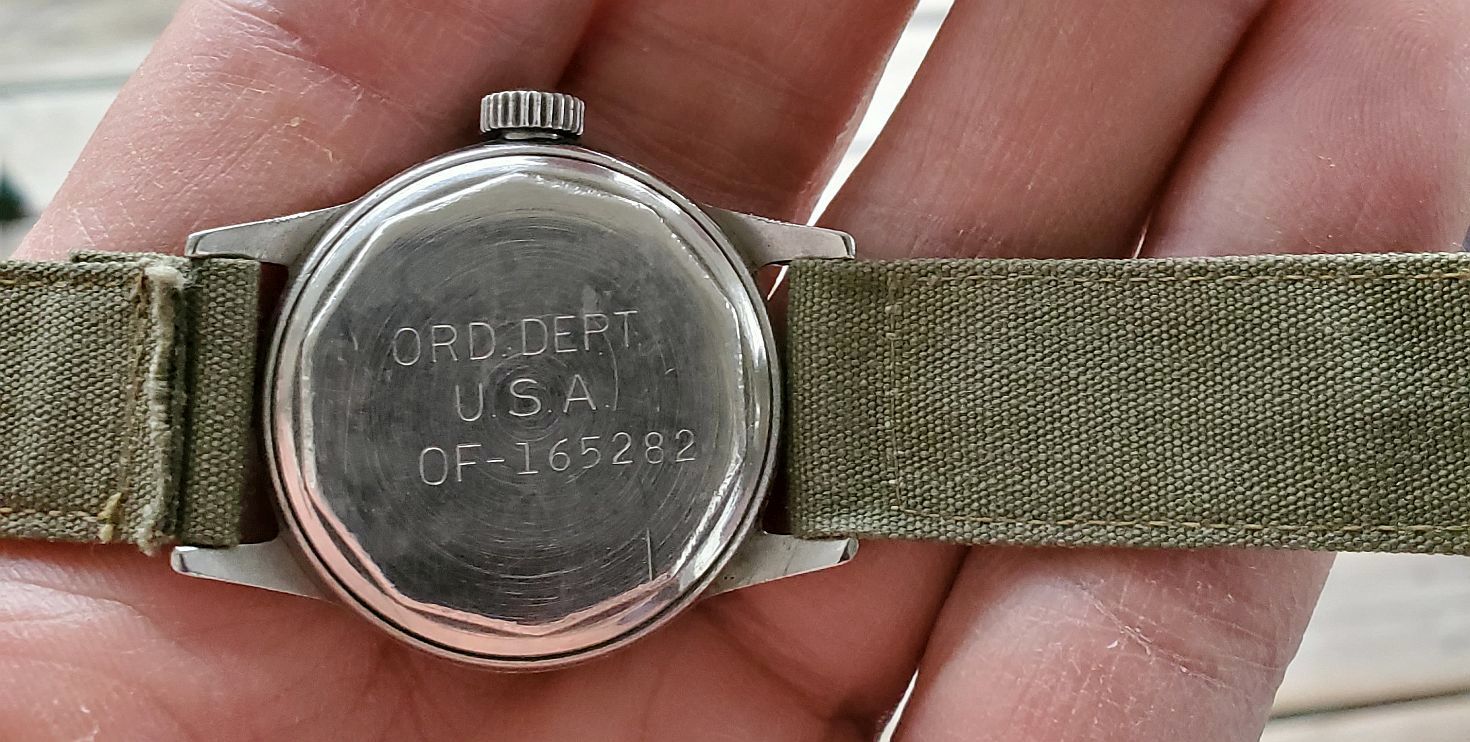 ORD. DEPT.
U.S.A.
OF-165282